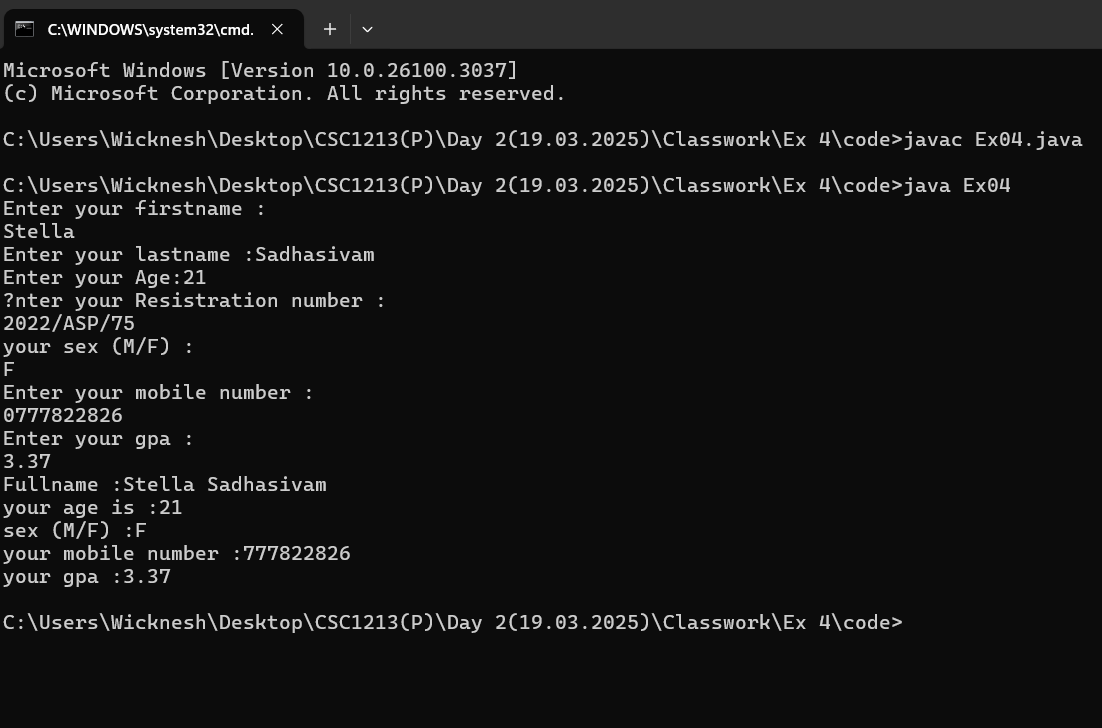 C:\WINDOWS\system32\cmd.
Microsoft Windows [Version 10.0.26100.3037]
(c) Microsoft Corporation. All rights reserved.
C:\Users\Wicknesh\Desktop\CSC1213(P)\Day 2(19.03.2025)\Classwork\Ex 4\code>javac Ex04.java
C:\Users\Wicknesh\Desktop\CSC1213(P)\Day 2(19.03.2025)\Classwork\Ex 4\code>java Ex04
Enter your firstname :
Stella
Enter your lastname :Sadhasivam
Enter your Age:21
?nter your Resistration number :
2022/ASP/75
your sex (M/F) :
F
Enter your mobile number :
0777822826
Enter your gpa :
3.37
Fullname :Stella Sadhasivam
your age is :21
sex (M/F) :F
your mobile number :777822826
your gpa :3.37
C:\Users\Wicknesh\Desktop\CSC1213(P)\Day 2(19.03.2025)\Classwork\Ex 4\code>